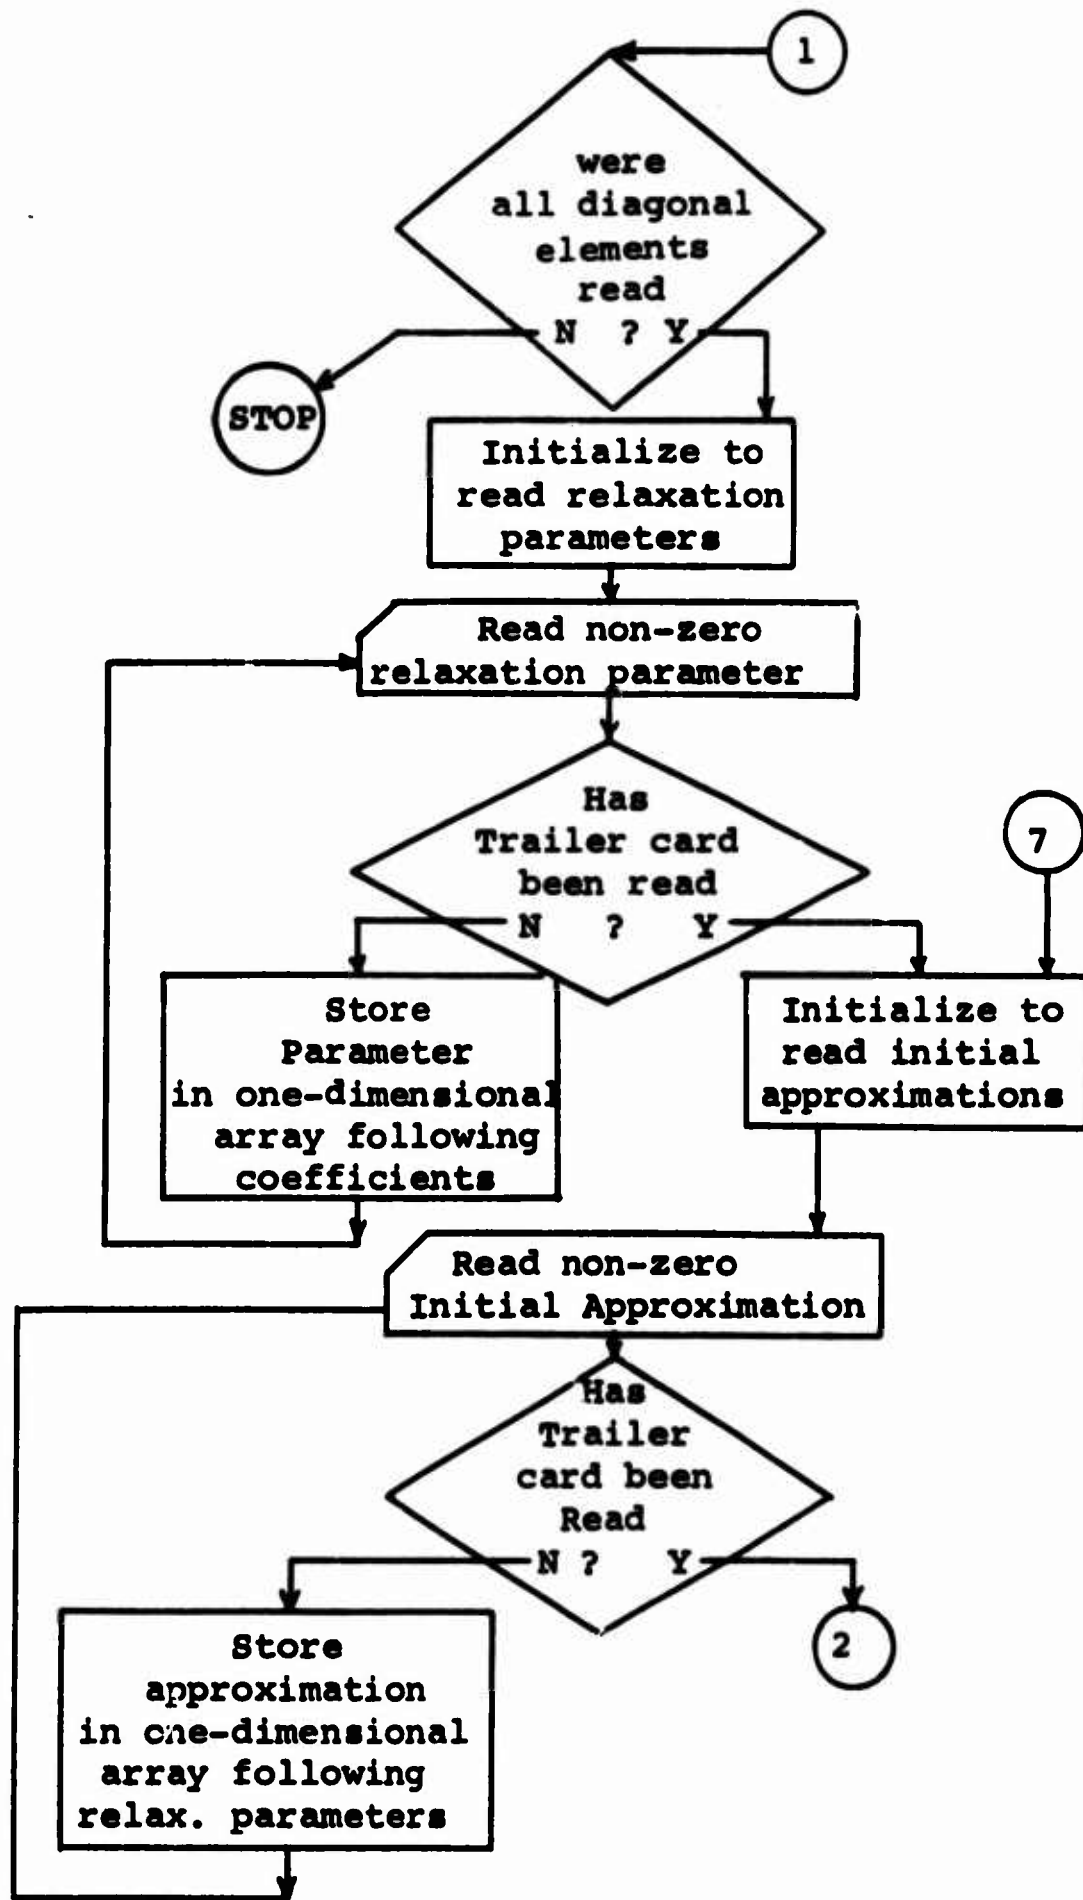 1
were
all diagonal
elements
read
N ? Y
STOP
Initialize to
read relaxation
parameters
Read non-zero
relaxation parameter
Has
Trailer card
been read
N ? Y
7
Store
Parameter
in one-dimensional
array following
coefficients
Initialize to
read initial
approximations
Read non-zero
Initial Approximation
Has
Trailer
card been
Read
N ? Y
2
Store
approximation
in one-dimensional
array following
relax. parameters